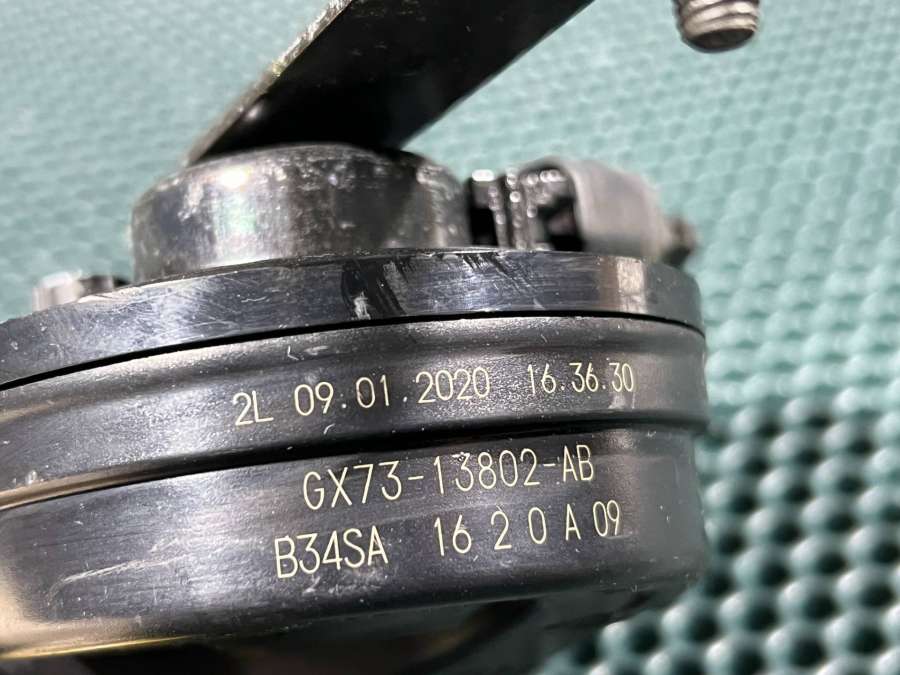 2L 09.01.2020 16.36.30
GX73-13802-AB
B34SA 16 2 0 A 09